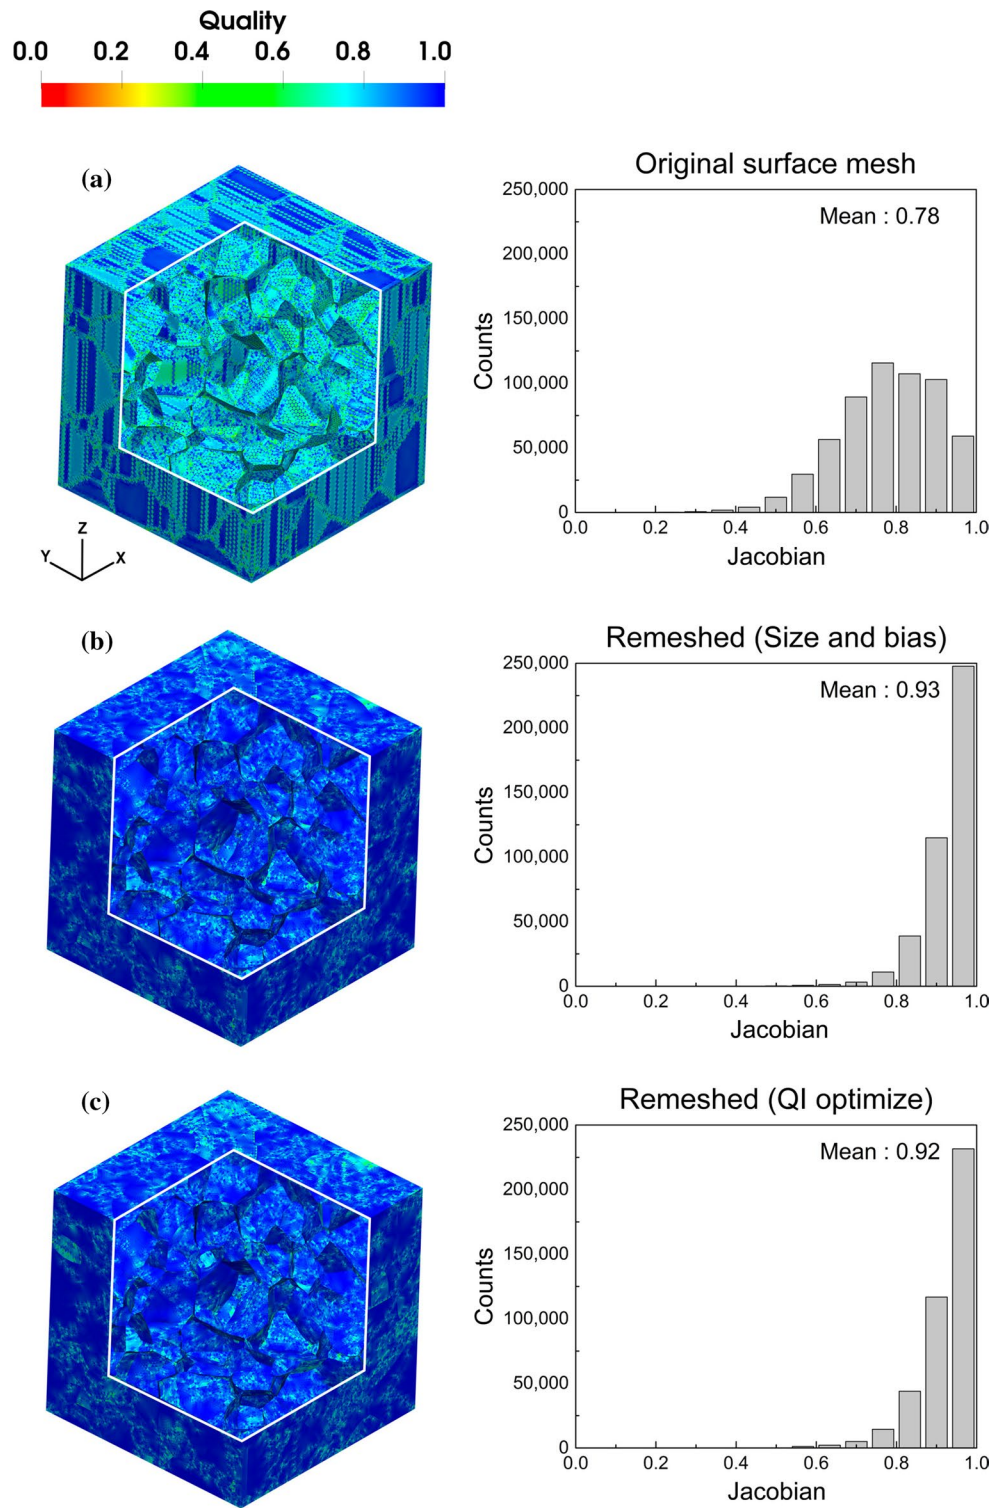 Quality
0.0 0.2 0.4 0.6 0.8 1.0
(a)
Original surface mesh
Mean : 0.78
250,000
200,000
150,000
100,000
50,000
0
Counts
0.0 0.2 0.4 0.6 0.8 1.0
Jacobian
Z
Y
X
(b)
Remeshed (Size and bias)
Mean : 0.93
250,000
200,000
150,000
100,000
50,000
0
Counts
0.0 0.2 0.4 0.6 0.8 1.0
Jacobian
(c)
Remeshed (QI optimize)
Mean : 0.92
250,000
200,000
150,000
100,000
50,000
0
Counts
0.0 0.2 0.4 0.6 0.8 1.0
Jacobian